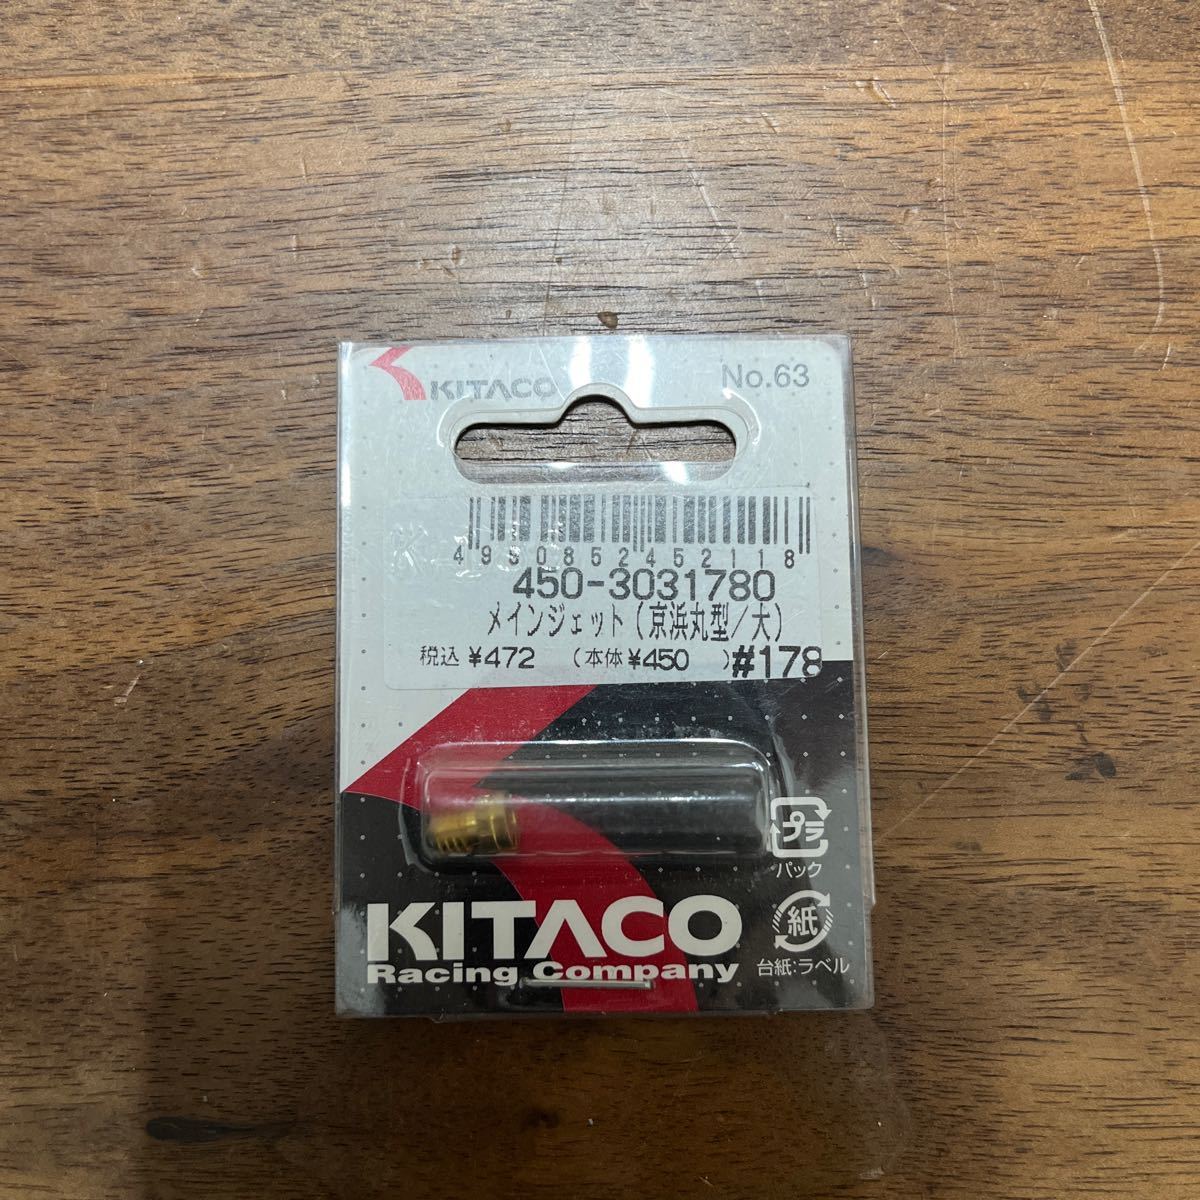 KITACO No.63
4990852452118
450-3031780
メインジェット(京浜丸型/大)
税込 ¥472 (本体 ¥450 ) #178
プラ
パック
紙
台紙:ラベル
KITACO
Racing Company